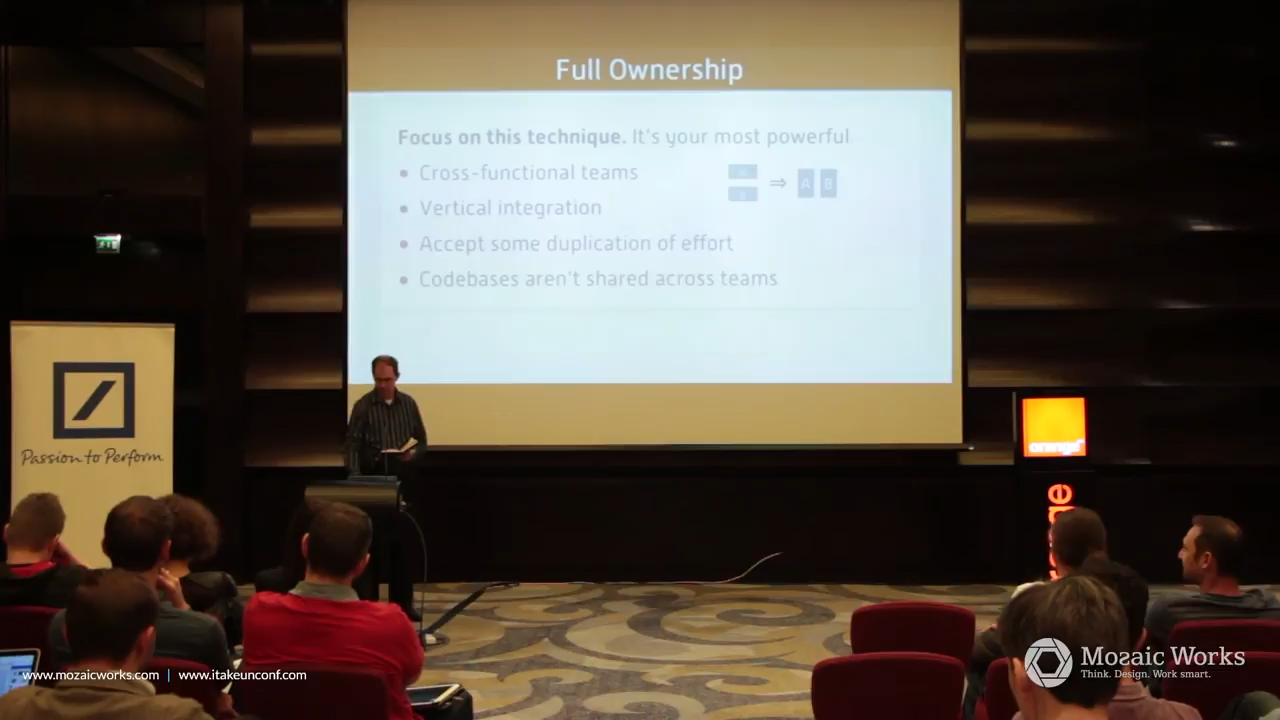 Full Ownership
Focus on this technique. It's your most powerful
• Cross-functional teams
• Vertical integration
• Accept some duplication of effort
• Codebases aren't shared across teams
⇒ A B
Passion to Perform
orange
www.mozaicworks.com | www.itakeunconf.com
Mozaic Works
Think. Design. Work smart.